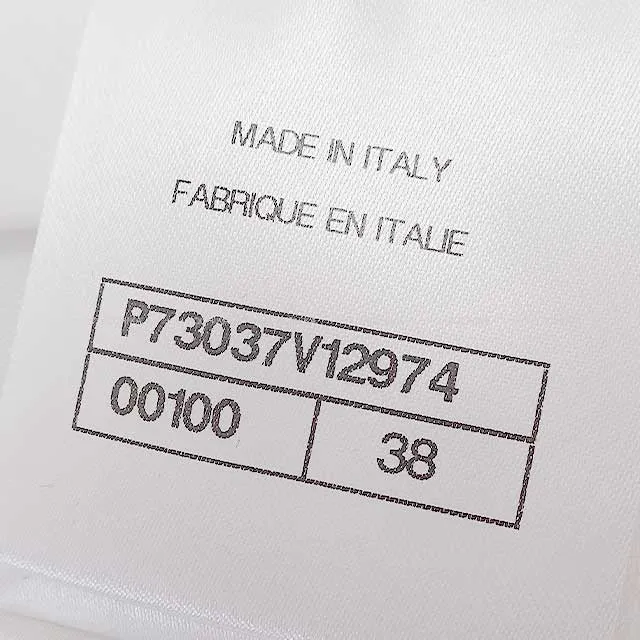 MADE IN ITALY
FABRIQUE EN ITALIE
P73037V12974
00100 38